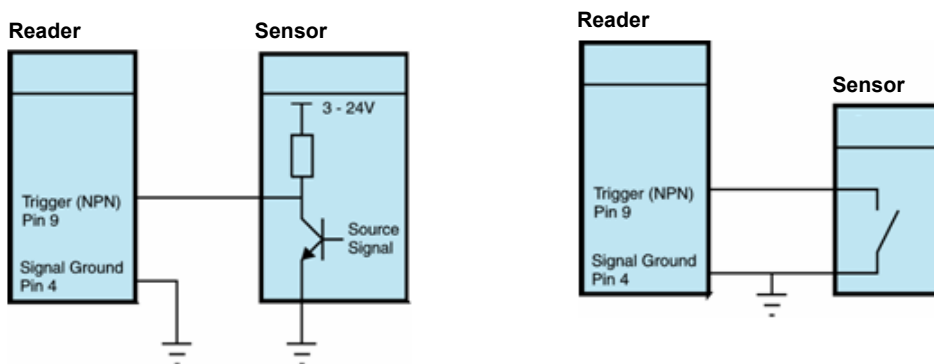 Reader
Sensor
3 - 24V
Trigger (NPN)
Pin 9
Source
Signal
Signal Ground
Pin 4
Reader
Sensor
Trigger (NPN)
Pin 9
Signal Ground
Pin 4